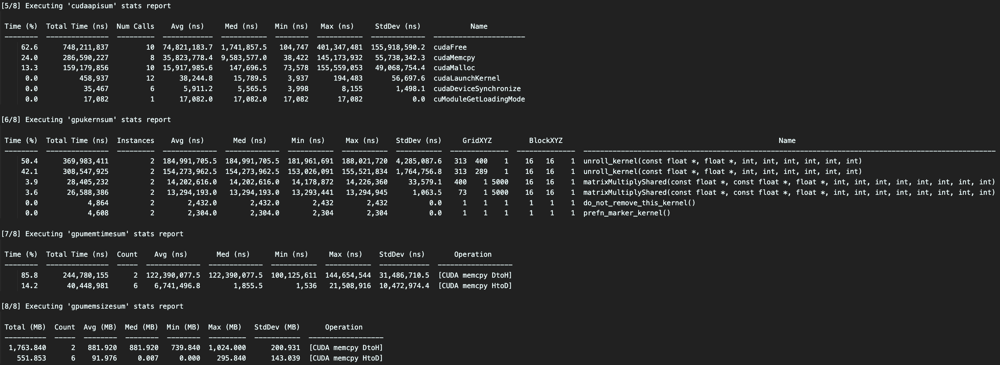 [5/8] Executing 'cudaapisum' stats report
Time (%)  Total Time (ns)  Num Calls    Avg (ns)     Med (ns)    Min (ns)   Max (ns)     StdDev (ns)            Name
--------  ---------------  ---------  ------------  -----------  --------  -----------  -------------  ----------------------
62.6      748,211,837         10  74,821,183.7  1,741,857.5   104,747  401,347,481  155,918,590.2  cudaFree
24.0      286,590,227          8  35,823,778.4  9,583,577.0    38,422  145,173,932   55,738,342.3  cudaMemcpy
13.3      159,179,856         10  15,917,985.6    147,696.5    73,578  155,559,053   49,068,754.4  cudaMalloc
0.0          458,937         12      38,244.8     15,789.5     3,937      194,483       56,697.6  cudaLaunchKernel
0.0           35,467          6       5,911.2      5,565.5     3,998        8,155        1,498.1  cudaDeviceSynchronize
0.0           17,082          1      17,082.0     17,082.0    17,082       17,082            0.0  cuModuleGetLoadingMode
[6/8] Executing 'gpukernsum' stats report
Time (%)  Total Time (ns)  Instances    Avg (ns)       Med (ns)      Min (ns)     Max (ns)    StdDev (ns)     GridXYZ         BlockXYZ                                                     Name
--------  ---------------  ---------  -------------  -------------  -----------  -----------  -----------  --------------  --------------  ---------------------------------------------------------------------------------------------------
50.4      369,983,411          2  184,991,705.5  184,991,705.5  181,961,691  188,021,720  4,285,087.6   313  400    1    16   16    1  unroll_kernel(const float *, float *, int, int, int, int, int, int)
42.1      308,547,925          2  154,273,962.5  154,273,962.5  153,026,091  155,521,834  1,764,756.8   313  289    1    16   16    1  unroll_kernel(const float *, float *, int, int, int, int, int, int)
3.9       28,405,232          2   14,202,616.0   14,202,616.0   14,178,872   14,226,360     33,579.1   400    1 5000    16   16    1  matrixMultiplyShared(const float *, const float *, float *, int, int, int, int, int, int, int, int)
3.6       26,588,386          2   13,294,193.0   13,294,193.0   13,293,441   13,294,945      1,063.5    73    1 5000    16   16    1  matrixMultiplyShared(const float *, const float *, float *, int, int, int, int, int, int, int, int)
0.0            4,864          2        2,432.0        2,432.0        2,432        2,432          0.0     1    1    1     1    1    1  do_not_remove_this_kernel()
0.0            4,608          2        2,304.0        2,304.0        2,304        2,304          0.0     1    1    1     1    1    1  prefn_marker_kernel()
[7/8] Executing 'gpumemtimesum' stats report
Time (%)  Total Time (ns)  Count    Avg (ns)       Med (ns)      Min (ns)     Max (ns)    StdDev (ns)       Operation
--------  ---------------  -----  -------------  -------------  -----------  -----------  ------------  ------------------
85.8      244,780,155      2  122,390,077.5  122,390,077.5  100,125,611  144,654,544  31,486,710.5  [CUDA memcpy DtoH]
14.2       40,448,981      6    6,741,496.8        1,855.5        1,536   21,508,916  10,472,974.4  [CUDA memcpy HtoD]
[8/8] Executing 'gpumemsizesum' stats report
Total (MB)  Count  Avg (MB)  Med (MB)  Min (MB)  Max (MB)   StdDev (MB)      Operation
----------  -----  --------  --------  --------  ---------  -----------  ------------------
1,763.840      2   881.920   881.920   739.840  1,024.000      200.931  [CUDA memcpy DtoH]
551.853      6    91.976     0.007     0.000    295.840      143.039  [CUDA memcpy HtoD]